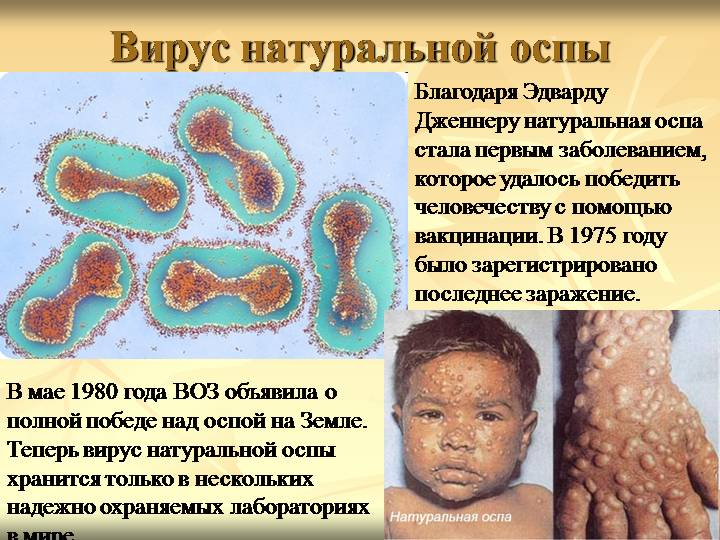 Вирус натуральной оспы
Благодаря Эдварду
Дженнеру натуральная оспа
стала первым заболеванием,
которое удалось победить
человечеству с помощью
вакцинации. В 1975 году
было зарегистрировано
последнее заражение.
В мае 1980 года ВОЗ объявила о
полной победе над оспой на Земле.
Теперь вирус натуральной оспы
хранится только в нескольких
надежно охраняемых лабораториях
в мире
Натуральная оспа